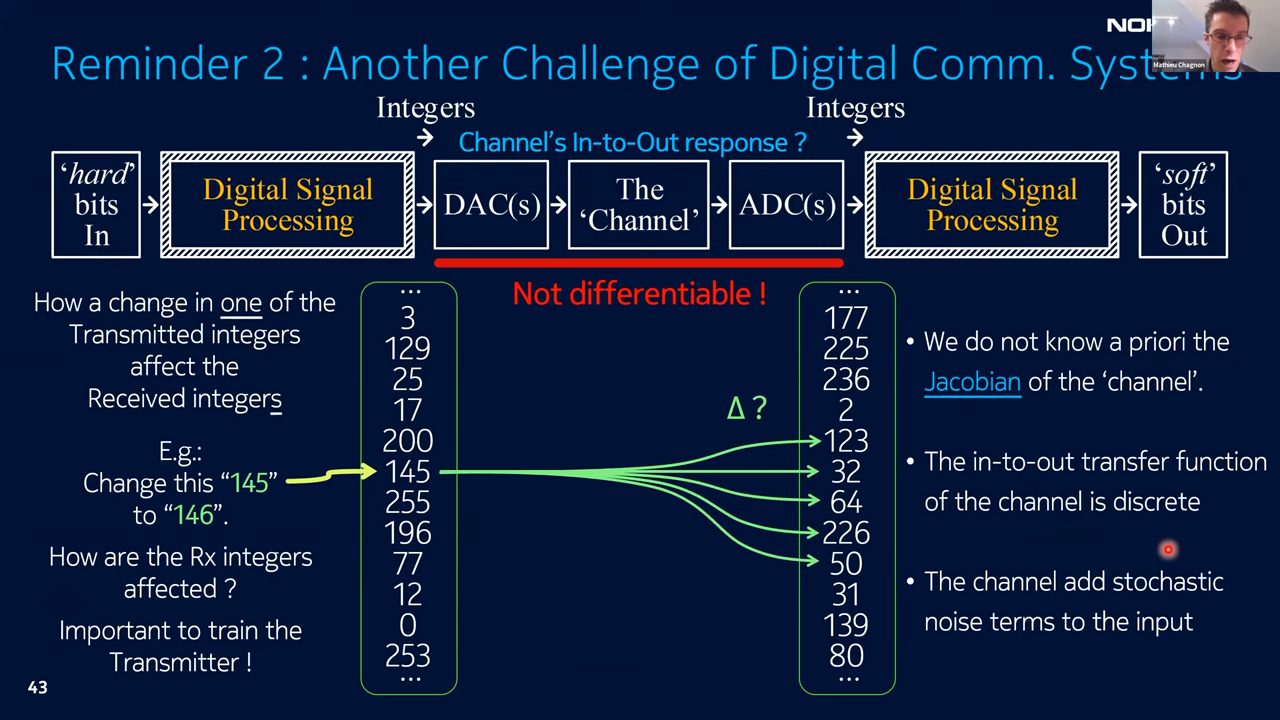 NOK
Mathieu Chagnon
Reminder 2 : Another Challenge of Digital Comm. Systems
Integers
Integers
Channel's In-to-Out response ?
'hard'
bits
In
Digital Signal
Processing
DAC(s)
The
'Channel'
ADC(s)
Digital Signal
Processing
'soft'
bits
Out
Not differentiable !
How a change in one of the
Transmitted integers
affect the
Received integers
E.g.:
Change this "145"
to "146".
How are the Rx integers
affected ?
Important to train the
Transmitter !
...
3
129
25
17
200
145
255
196
77
12
0
253
...
Δ ?
...
177
225
236
2
123
32
64
226
50
31
139
80
...
• We do not know a priori the
Jacobian of the 'channel'.
• The in-to-out transfer function
of the channel is discrete
• The channel add stochastic
noise terms to the input
43